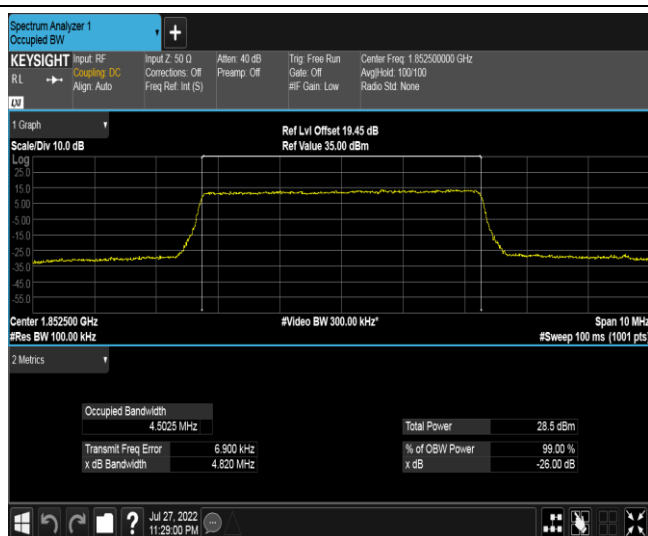 Spectrum Analyzer 1
Occupied BW
+
KEYSIGHT
RL
LXI
Input: RF
Coupling: DC
Align: Auto
Input Z: 50 Ω
Corrections: Off
Freq Ref: Int (S)
Atten: 40 dB
Preamp: Off
Trig: Free Run
Gate: Off
#IF Gain: Low
Center Freq: 1.852500000 GHz
Avg|Hold: 100/100
Radio Std: None
1 Graph
Scale/Div 10.0 dB
Ref Lvl Offset 19.45 dB
Ref Value 35.00 dBm
Log
25.0
15.0
5.00
-5.00
-15.0
-25.0
-35.0
-45.0
-55.0
Center 1.852500 GHz
#Res BW 100.00 kHz
#Video BW 300.00 kHz*
Span 10 MHz
#Sweep 100 ms (1001 pts)
2 Metrics
Occupied Bandwidth
4.5025 MHz
Transmit Freq Error 6.900 kHz
x dB Bandwidth 4.820 MHz
Total Power 28.5 dBm
% of OBW Power 99.00 %
x dB -26.00 dB
?
Jul 27, 2022
11:29:00 PM